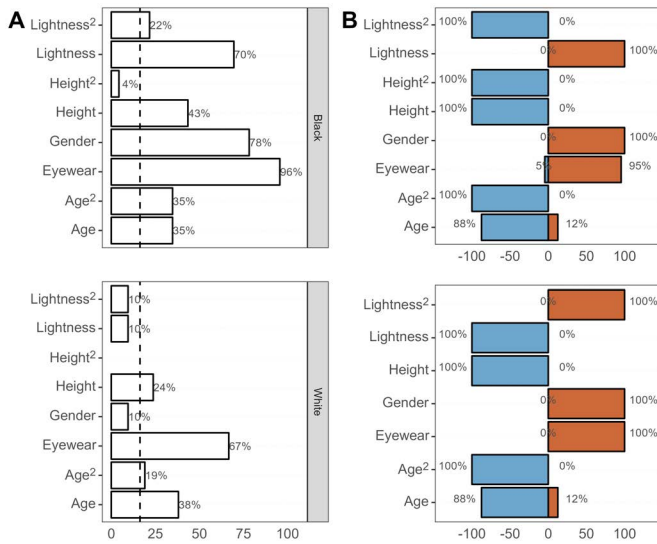 A
Lightness² 22%
Lightness 70%
Height² 4%
Height 43%
Gender 78%
Eyewear 96%
Age² 35%
Age 35%
Black
Lightness² 10%
Lightness 10%
Height²
Height 24%
Gender 10%
Eyewear 67%
Age² 19%
Age 38%
White
0 25 50 75 100
B
Lightness² 100% 0%
Lightness 0% 100%
Height² 100% 0%
Height 100% 0%
Gender 0% 100%
Eyewear 5% 95%
Age² 100% 0%
Age 88% 12%
-100 -50 0 50 100
Lightness² 0% 100%
Lightness 100% 0%
Height 100% 0%
Gender 0% 100%
Eyewear 0% 100%
Age² 100% 0%
Age 88% 12%
-100 -50 0 50 100